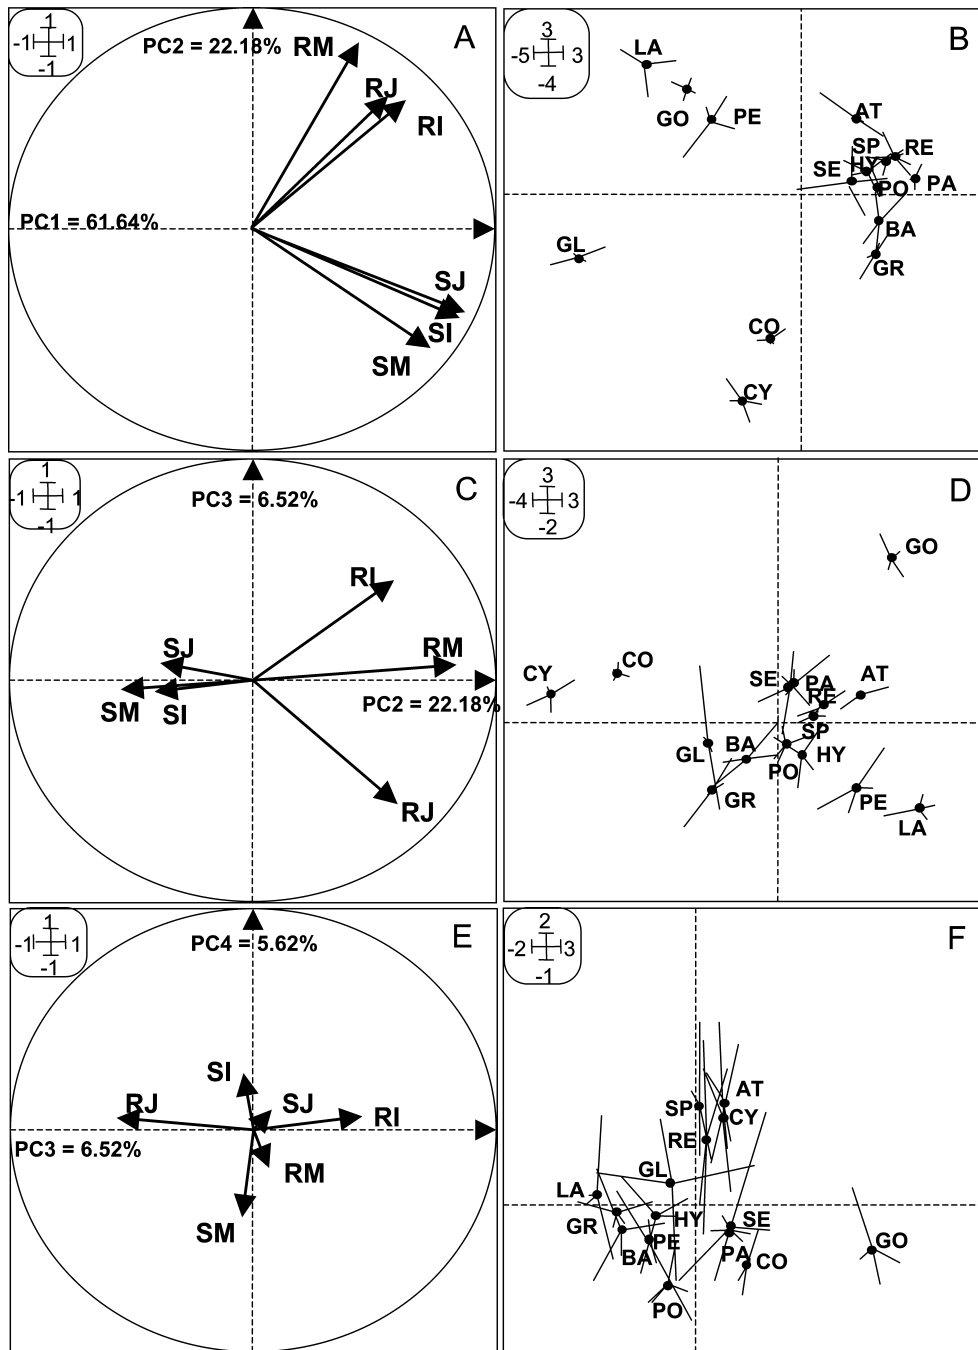 A
1
-1 1
-1
PC2 = 22.18%
RM
RJ
RI
PC1 = 61.64%
SJ
SI
SM
B
3
-5 3
-4
LA
GO PE
AT
SP RE
HY
SE
PO PA
BA
GL
GR
CO
CY
C
1
-1 1
-1
PC3 = 6.52%
RI
SJ
RM
SM SI
PC2 = 22.18%
RJ
D
3
-4 3
-2
GO
CY CO
SE PA AT
RE
SP
GL BA
PO HY
GR PE
LA
E
1
-1 1
-1
PC4 = 5.62%
SI
RJ SJ RI
PC3 = 6.52%
RM
SM
F
2
-2 3
-1
AT
SP CY
RE
GL
LA
GR HY SE
BA PE PA CO GO
PO